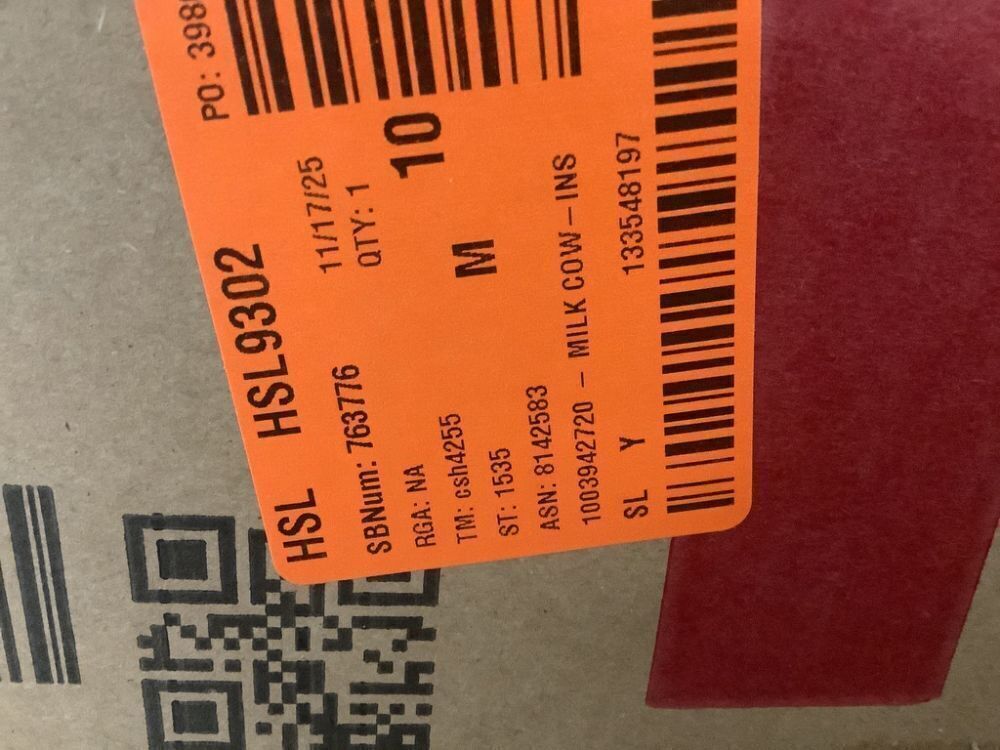 HSL HSL9302 PO: 398
SBNum: 763776 11/17/25
RGA: NA QTY: 1
TM: csh4255 10
ST: 1535 M
ASN: 8142583
1003942720 – MILK COW–INS
SL Y 133548197